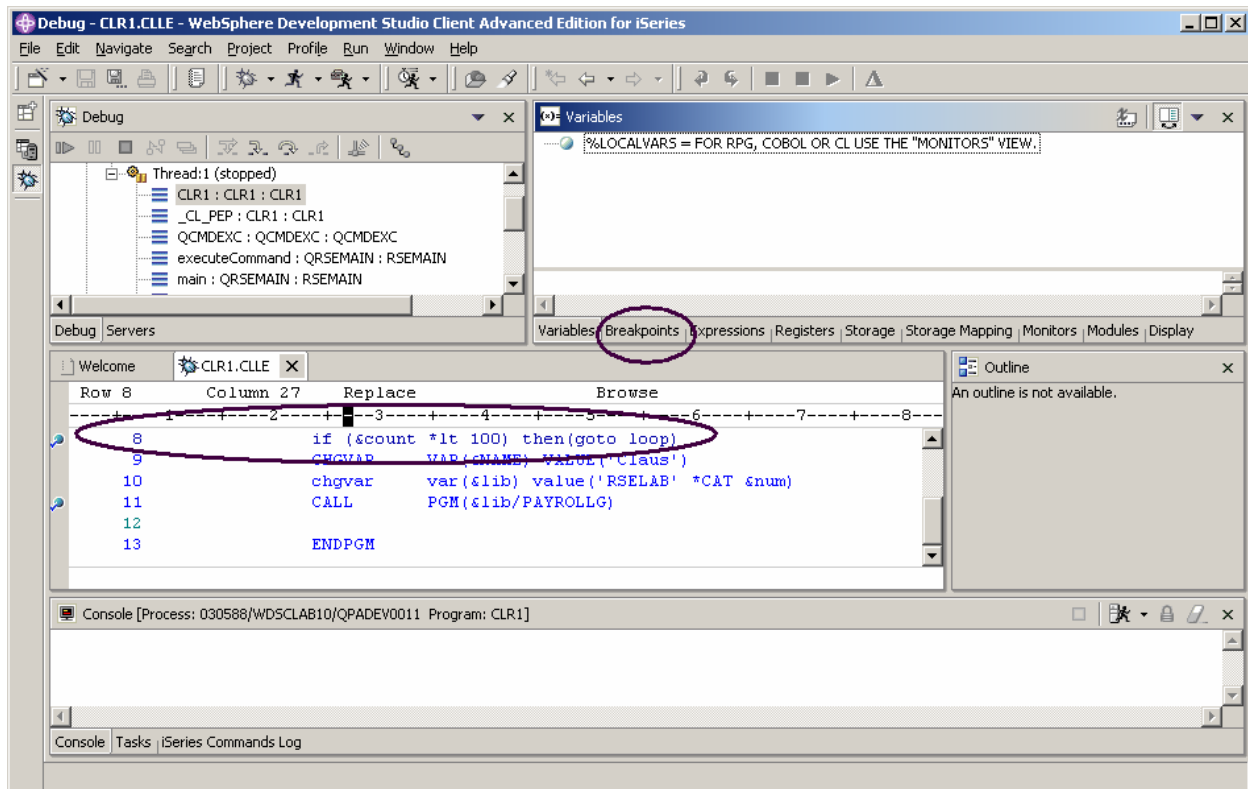 Debug - CLR1.CLLE - WebSphere Development Studio Client Advanced Edition for iSeries
File Edit Navigate Search Project Profile Run Window Help
Debug
Thread:1 (stopped)
CLR1 : CLR1 : CLR1
_CL_PEP : CLR1 : CLR1
QCMDEXC : QCMDEXC : QCMDEXC
executeCommand : QRSEMAIN : RSEMAIN
main : QRSEMAIN : RSEMAIN
Debug Servers
Variables
%LOCALVARS = FOR RPG, COBOL OR CL USE THE "MONITORS" VIEW.
Variables Breakpoints Expressions Registers Storage Storage Mapping Monitors Modules Display
Welcome CLR1.CLLE
Row 8 Column 27 Replace Browse
----+----1----+----2----+----3----+----4----+----5----+----6----+----7----+----8---
8 if (&count *lt 100) then(goto loop)
9 CHGVAR VAR(&NAME) VALUE('Claus')
10 chgvar var(&lib) value('RSELAB' *CAT &num)
11 CALL PGM(&lib/PAYROLLG)
12
13 ENDPGM
Outline
An outline is not available.
Console [Process: 030588/WDSCLAB10/QPADEV0011 Program: CLR1]
Console Tasks iSeries Commands Log